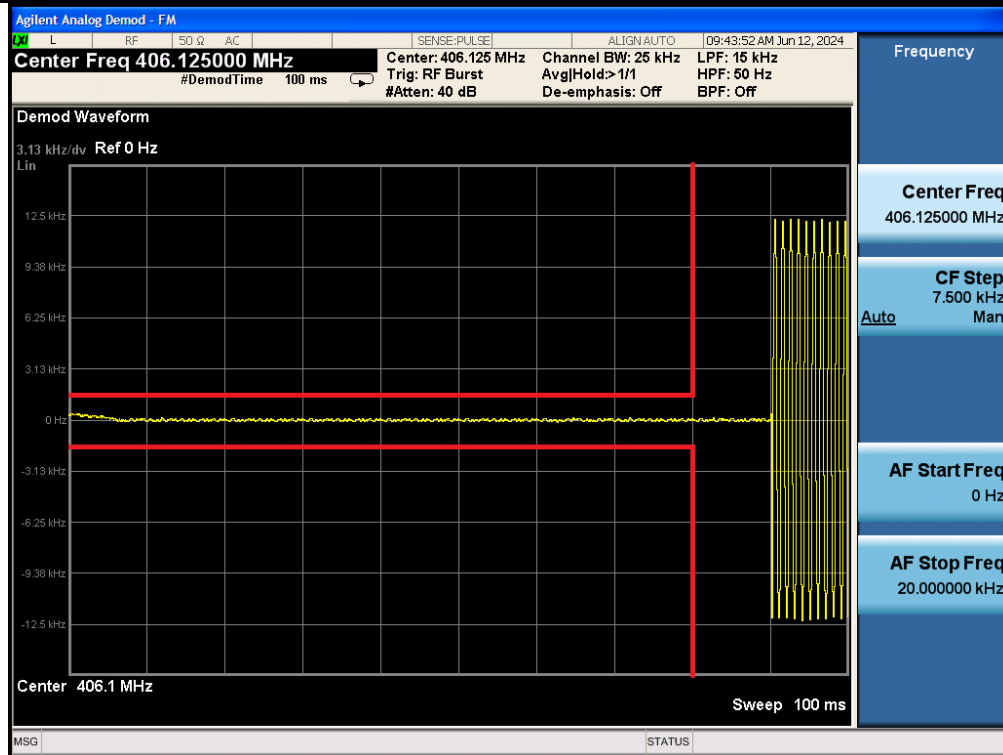 Agilent Analog Demod - FM
LXI L RF 50 Ω AC SENSE:PULSE ALIGN AUTO 09:43:52 AM Jun 12, 2024
Center Freq 406.125000 MHz
#DemodTime 100 ms
Center: 406.125 MHz Channel BW: 25 kHz LPF: 15 kHz
Trig: RF Burst Avg|Hold:>1/1 HPF: 50 Hz
#Atten: 40 dB De-emphasis: Off BPF: Off
Demod Waveform
3.13 kHz/dv Ref 0 Hz
Lin
12.5 kHz
9.38 kHz
6.25 kHz
3.13 kHz
0 Hz
-3.13 kHz
-6.25 kHz
-9.38 kHz
-12.5 kHz
Center 406.1 MHz
Sweep 100 ms
MSG STATUS
Frequency
Center Freq
406.125000 MHz
CF Step
7.500 kHz
Auto Man
AF Start Freq
0 Hz
AF Stop Freq
20.000000 kHz